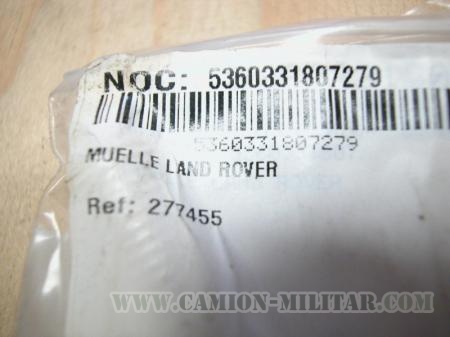 NOC: 5360331807279
5360331807279
MUELLE LAND ROVER
Ref: 277455
WWW.CAMION-MILITAR.COM